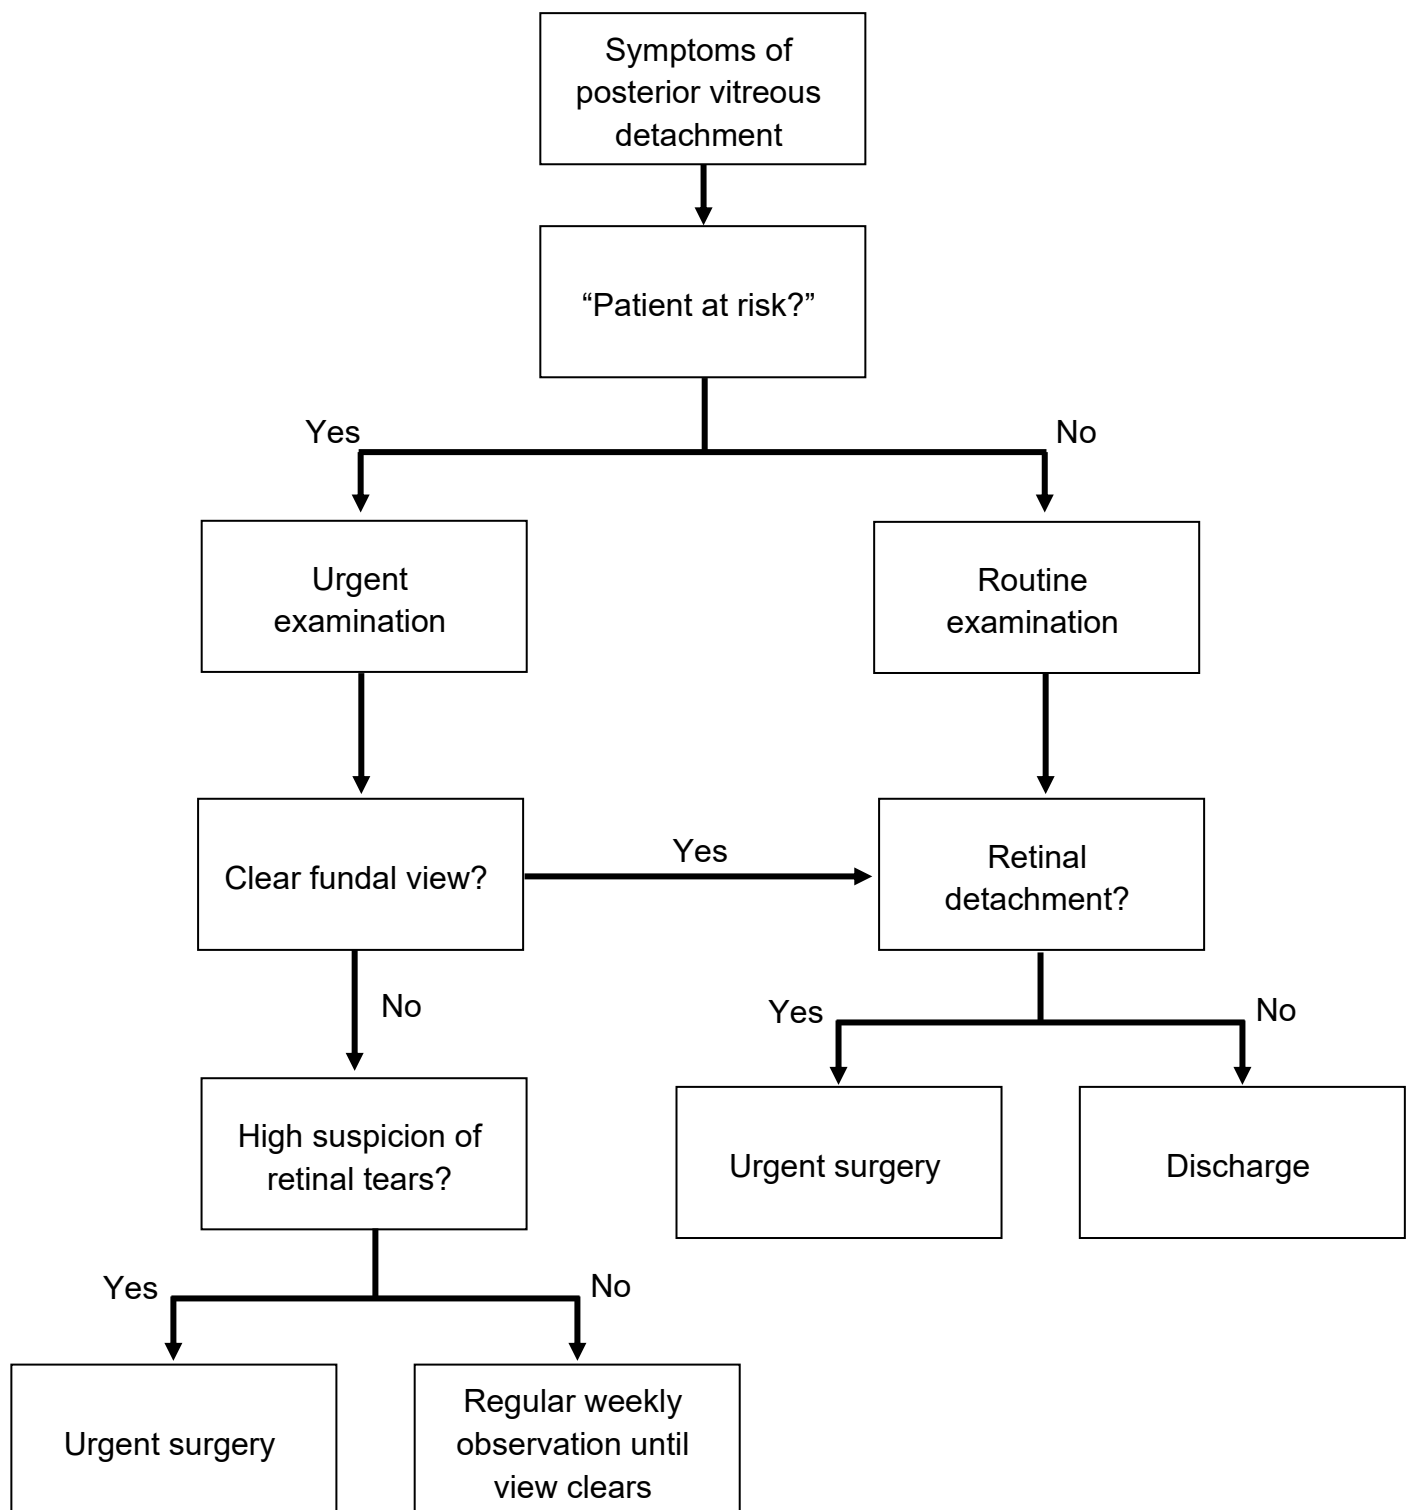 Symptoms of
posterior vitreous
detachment
“Patient at risk?”
Yes
No
Urgent
examination
Routine
examination
Clear fundal view?
Yes
Retinal
detachment?
No
Yes
No
High suspicion of
retinal tears?
Urgent surgery
Discharge
Yes
No
Urgent surgery
Regular weekly
observation until
view clears